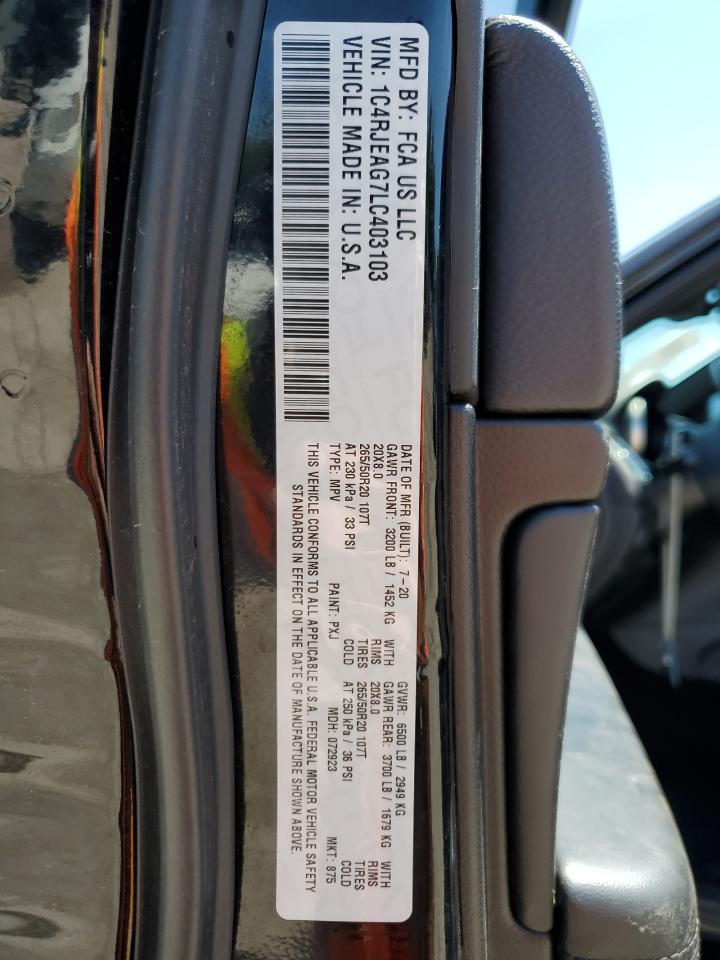 MFD BY: FCA US LLC
VIN: 1C4RJEAG7LC403103
VEHICLE MADE IN: U.S.A.
DATE OF MFR (BUILT): 7-20 GVWR: 6500 LB / 2949 KG
GAWR FRONT: 3200 LB / 1452 KG WITH GAWR REAR: 3700 LB / 1679 KG WITH
20X8.0 RIMS 20X8.0 RIMS
265/50R20 107T TIRES 265/50R20 107T TIRES
AT 230 kPa / 33 PSI COLD AT 250 kPa / 36 PSI COLD
TYPE: MPV PAINT: PXJ MDH: 072923 MKT: 875
THIS VEHICLE CONFORMS TO ALL APPLICABLE U.S.A. FEDERAL MOTOR VEHICLE SAFETY
STANDARDS IN EFFECT ON THE DATE OF MANUFACTURE SHOWN ABOVE.